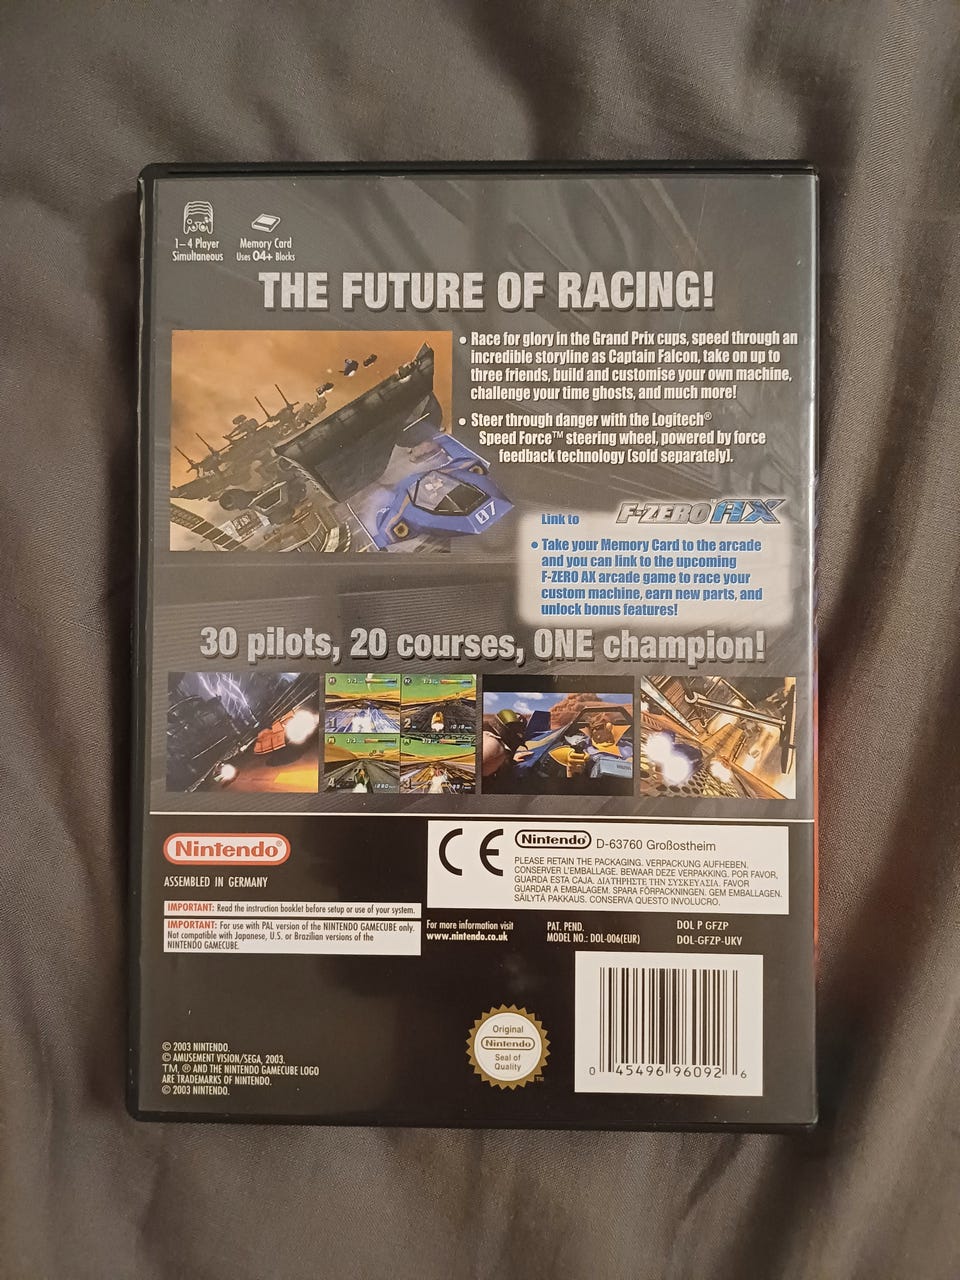 1–4 Player
Simultaneous
Memory Card
Uses 04+ Blocks
THE FUTURE OF RACING!
• Race for glory in the Grand Prix cups, speed through an
incredible storyline as Captain Falcon, take on up to
three friends, build and customise your own machine,
challenge your time ghosts, and much more!
• Steer through danger with the Logitech®
Speed Force™ steering wheel, powered by force
feedback technology (sold separately).
07
Link to F-ZERO AX
• Take your Memory Card to the arcade
and you can link to the upcoming
F-ZERO AX arcade game to race your
custom machine, earn new parts, and
unlock bonus features!
30 pilots, 20 courses, ONE champion!
1
2
4
3
Nintendo®
ASSEMBLED IN GERMANY
IMPORTANT: Read the instruction booklet before setup or use of your system.
IMPORTANT: For use with PAL version of the NINTENDO GAMECUBE only.
Not compatible with Japanese, U.S. or Brazilian versions of the
NINTENDO GAMECUBE.
CE
Nintendo® D-63760 Großostheim
PLEASE RETAIN THE PACKAGING. VERPACKUNG AUFHEBEN.
CONSERVER L'EMBALLAGE. BEWAAR DEZE VERPAKKING. POR FAVOR,
GUARDA ESTA CAJA. ΔΙΑΤΗΡΗΣΤΕ ΤΗΝ ΣΥΣΚΕΥΑΣΙΑ. FAVOR
GUARDAR A EMBALAGEM. SPARA FÖRPACKNINGEN. GEM EMBALLAGEN.
SÄILYTÄ PAKKAUS. CONSERVA QUESTO INVOLUCRO.
For more information visit
www.nintendo.co.uk
PAT. PEND.
MODEL NO.: DOL-006(EUR)
DOL P GFZP
DOL-GFZP-UKV
© 2003 NINTENDO.
© AMUSEMENT VISION/SEGA, 2003.
TM, ® AND THE NINTENDO GAMECUBE LOGO
ARE TRADEMARKS OF NINTENDO.
© 2003 NINTENDO.
Original
Nintendo
Seal of
Quality
TM
0 45496 96092 6